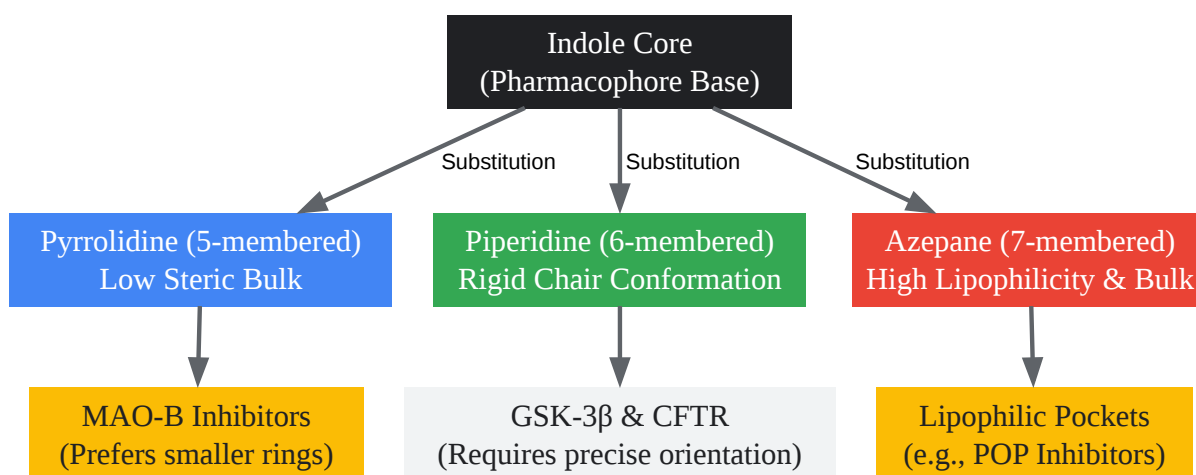 Indole Core
(Pharmacophore Base)
Substitution
Substitution
Substitution
Pyrrolidine (5-membered)
Low Steric Bulk
Piperidine (6-membered)
Rigid Chair Conformation
Azepane (7-membered)
High Lipophilicity & Bulk
MAO-B Inhibitors
(Prefers smaller rings)
GSK-3β & CFTR
(Requires precise orientation)
Lipophilic Pockets
(e.g., POP Inhibitors)